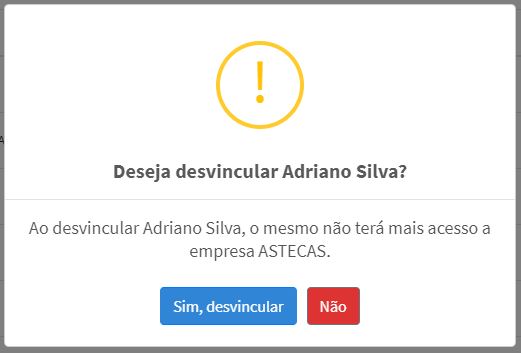 !
Deseja desvincular Adriano Silva?
Ao desvincular Adriano Silva, o mesmo não terá mais acesso a
empresa ASTECAS.
Sim, desvincular
Não